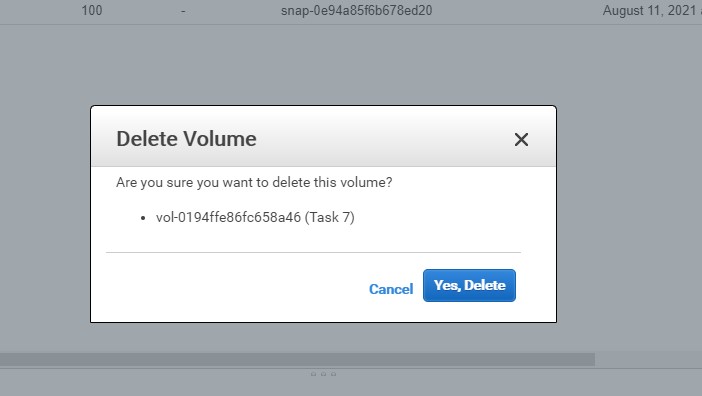 100 - snap-0e94a85f6b678ed20 August 11, 2021
Delete Volume
Are you sure you want to delete this volume?
vol-0194ffe86fc658a46 (Task 7)
Cancel Yes, Delete